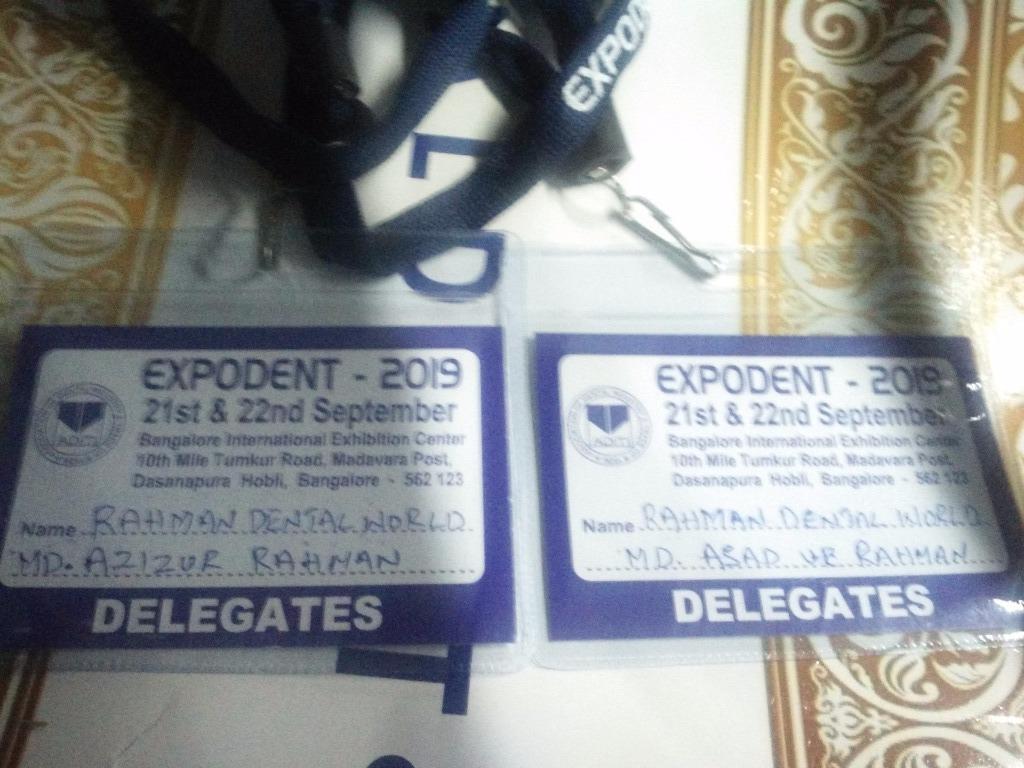 EXPOD
LD
EXPODENT - 2019
21st & 22nd September
Bangalore International Exhibition Center
10th Mile Tumkur Road, Madavara Post,
Dasanapura Hobli, Bangalore - 562 123
Name RAHMAN DENTAL WORLD
MD. AZIZUR RAHMAN
DELEGATES
EXPODENT - 2019
21st & 22nd September
Bangalore International Exhibition Center
10th Mile Tumkur Road, Madavara Post,
Dasanapura Hobli, Bangalore - 562 123
Name RAHMAN DENTAL WORLD
MD. ASAD UR RAHMAN
DELEGATES